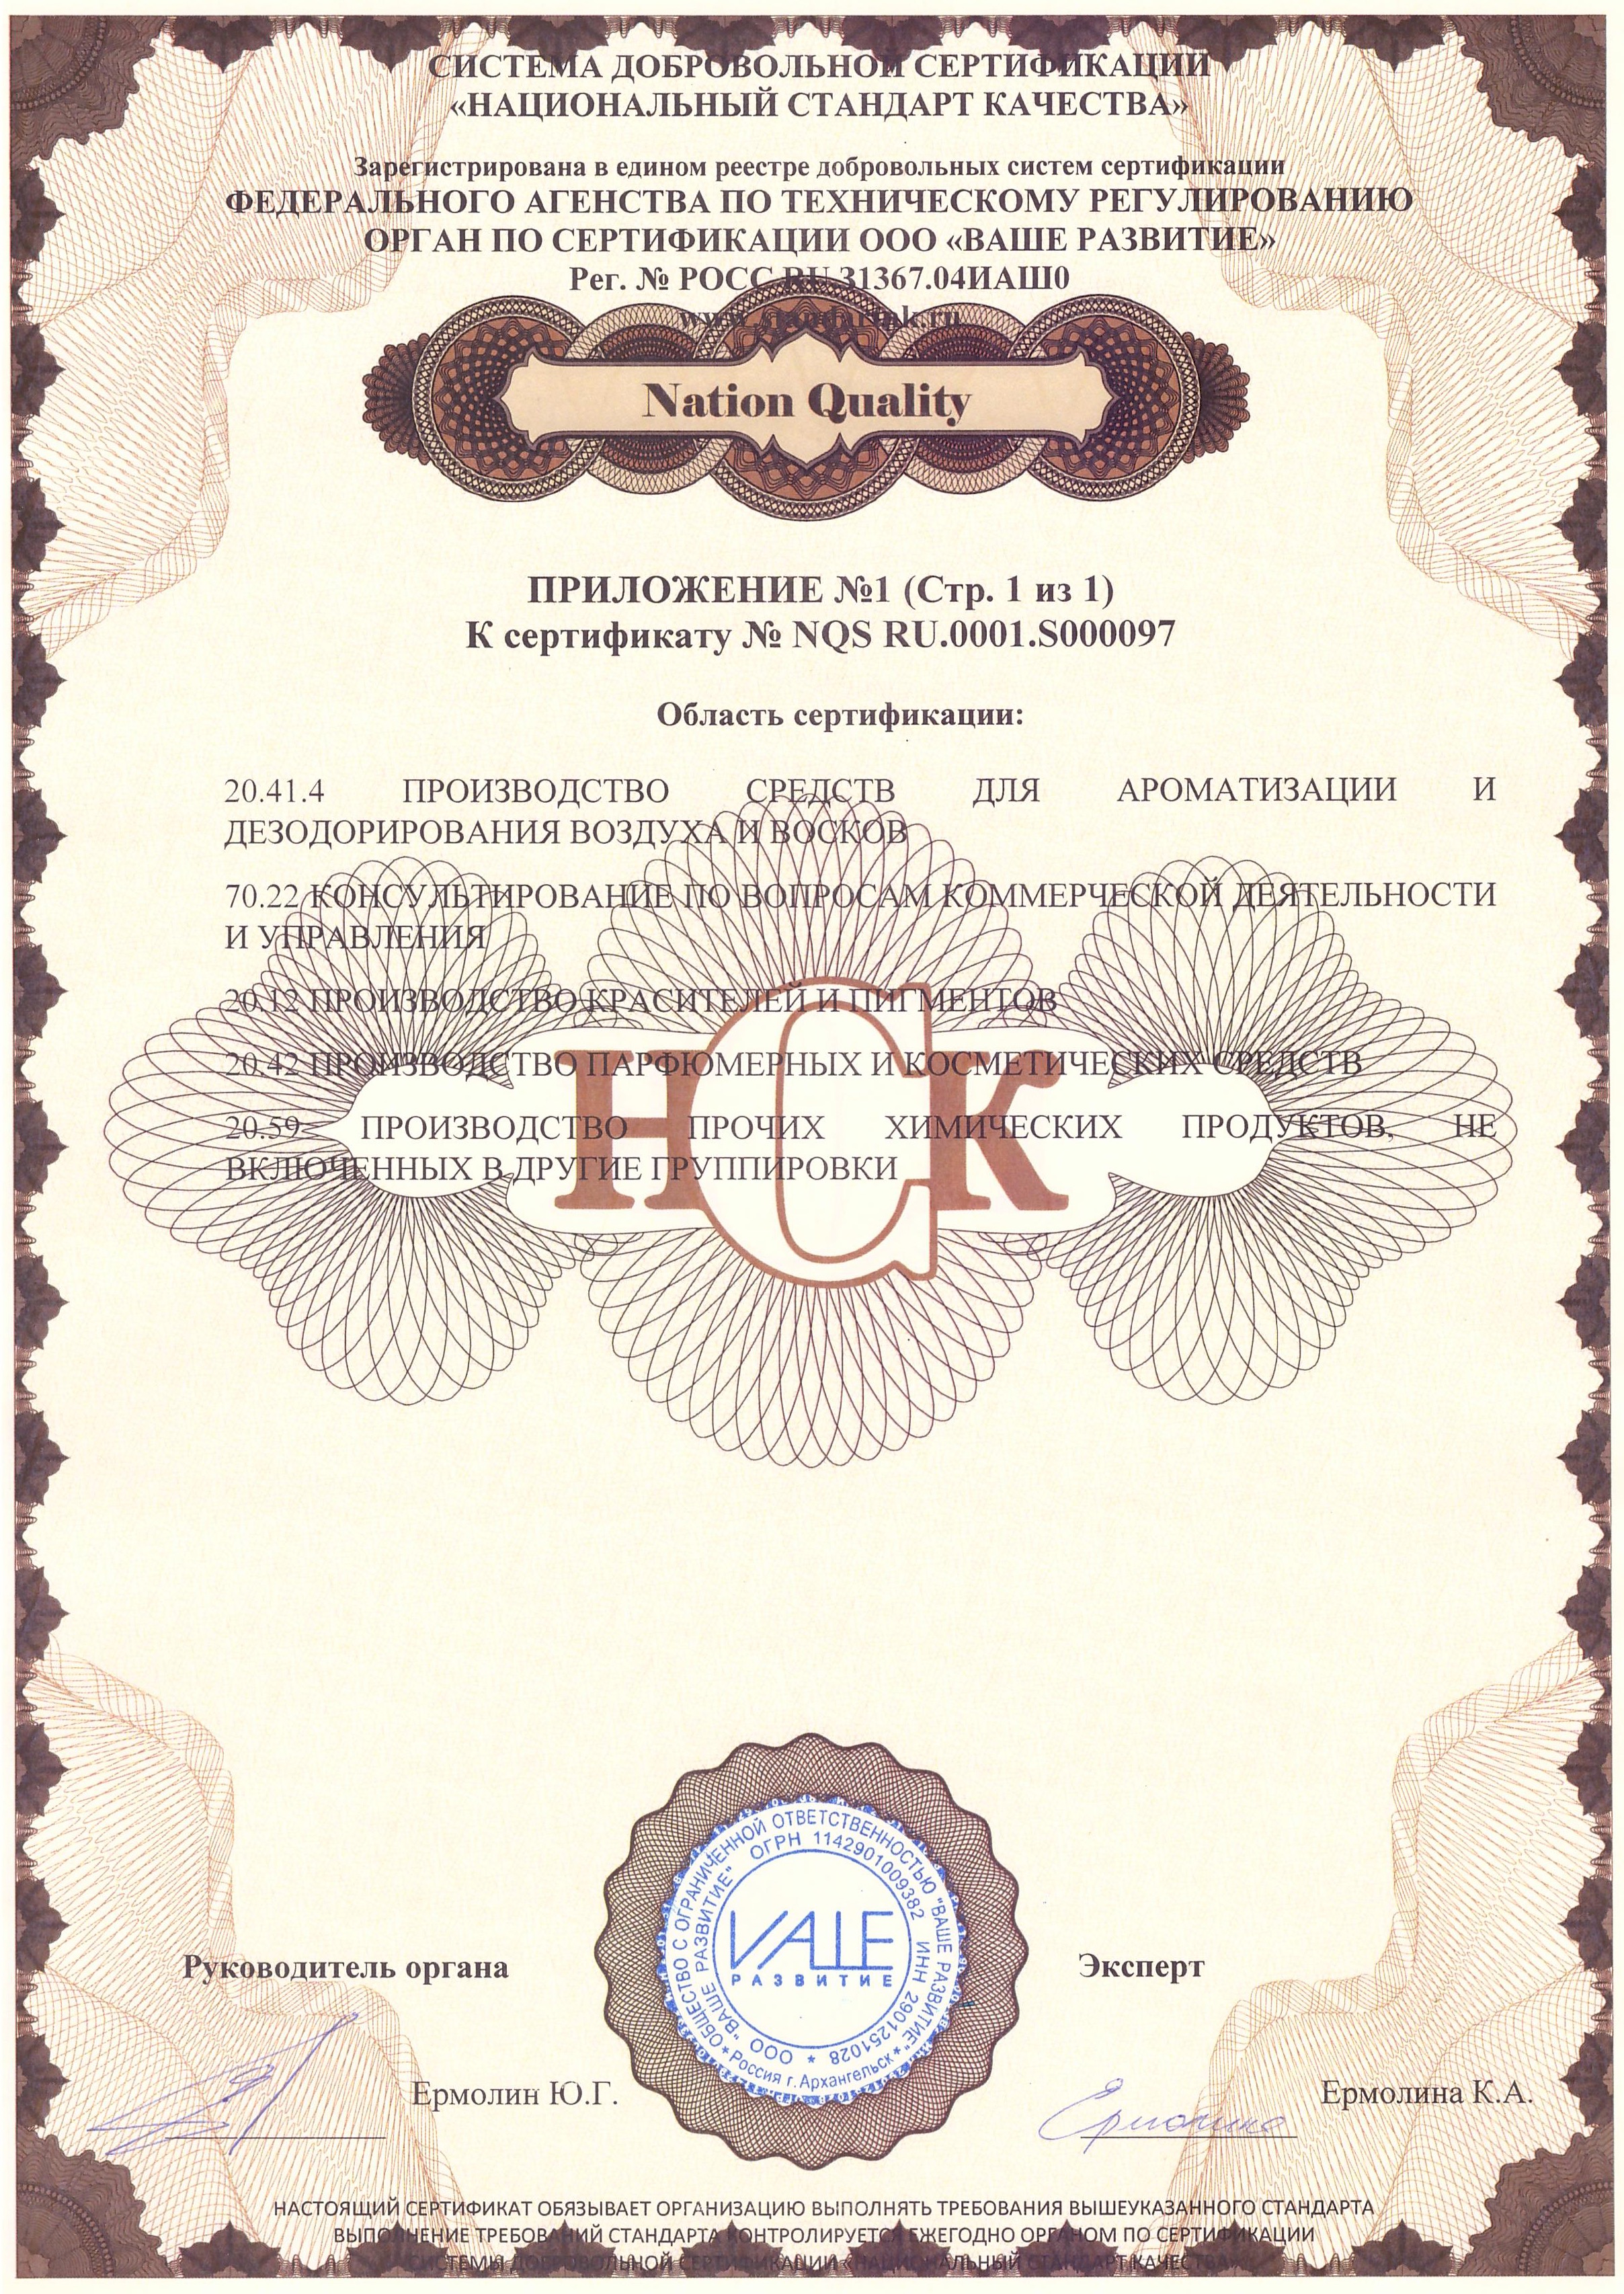 СИСТЕМА ДОБРОВОЛЬНОЙ СЕРТИФИКАЦИИ
«НАЦИОНАЛЬНЫЙ СТАНДАРТ КАЧЕСТВА»
Зарегистрирована в едином реестре добровольных систем сертификации
ФЕДЕРАЛЬНОГО АГЕНСТВА ПО ТЕХНИЧЕСКОМУ РЕГУЛИРОВАНИЮ
ОРГАН ПО СЕРТИФИКАЦИИ ООО «ВАШЕ РАЗВИТИЕ»
Рег. № РОСС RU.31367.04ИАШ0
Nation Quality
ПРИЛОЖЕНИЕ №1 (Стр. 1 из 1)
К сертификату № NQS RU.0001.S000097
Область сертификации:
20.41.4 ПРОИЗВОДСТВО СРЕДСТВ ДЛЯ АРОМАТИЗАЦИИ И
ДЕЗОДОРИРОВАНИЯ ВОЗДУХА И ВОСКОВ
70.22 КОНСУЛЬТИРОВАНИЕ ПО ВОПРОСАМ КОММЕРЧЕСКОЙ ДЕЯТЕЛЬНОСТИ
И УПРАВЛЕНИЯ
20.12 ПРОИЗВОДСТВО КРАСИТЕЛЕЙ И ПИГМЕНТОВ
20.42 ПРОИЗВОДСТВО ПАРФЮМЕРНЫХ И КОСМЕТИЧЕСКИХ СРЕДСТВ
НСК
20.59 ПРОИЗВОДСТВО ПРОЧИХ ХИМИЧЕСКИХ ПРОДУКТОВ, НЕ
ВКЛЮЧЕННЫХ В ДРУГИЕ ГРУППИРОВКИ
ОБЩЕСТВО С ОГРАНИЧЕННОЙ ОТВЕТСТВЕННОСТЬЮ "ВАШЕ РАЗВИТИЕ"
* Россия г. Архангельск *
ООО "ВАШЕ РАЗВИТИЕ" ОГРН 1142901009382 ИНН 2901251028 *
VАШЕ
РАЗВИТИЕ
Руководитель органа
Эксперт
Ермолин Ю.Г.
Ермолина К.А.
НАСТОЯЩИЙ СЕРТИФИКАТ ОБЯЗЫВАЕТ ОРГАНИЗАЦИЮ ВЫПОЛНЯТЬ ТРЕБОВАНИЯ ВЫШЕУКАЗАННОГО СТАНДАРТА
ВЫПОЛНЕНИЕ ТРЕБОВАНИЙ СТАНДАРТА КОНТРОЛИРУЕТСЯ ЕЖЕГОДНО ОРГАНОМ ПО СЕРТИФИКАЦИИ
СИСТЕМЫ ДОБРОВОЛЬНОЙ СЕРТИФИКАЦИИ «НАЦИОНАЛЬНЫЙ СТАНДАРТ КАЧЕСТВА»